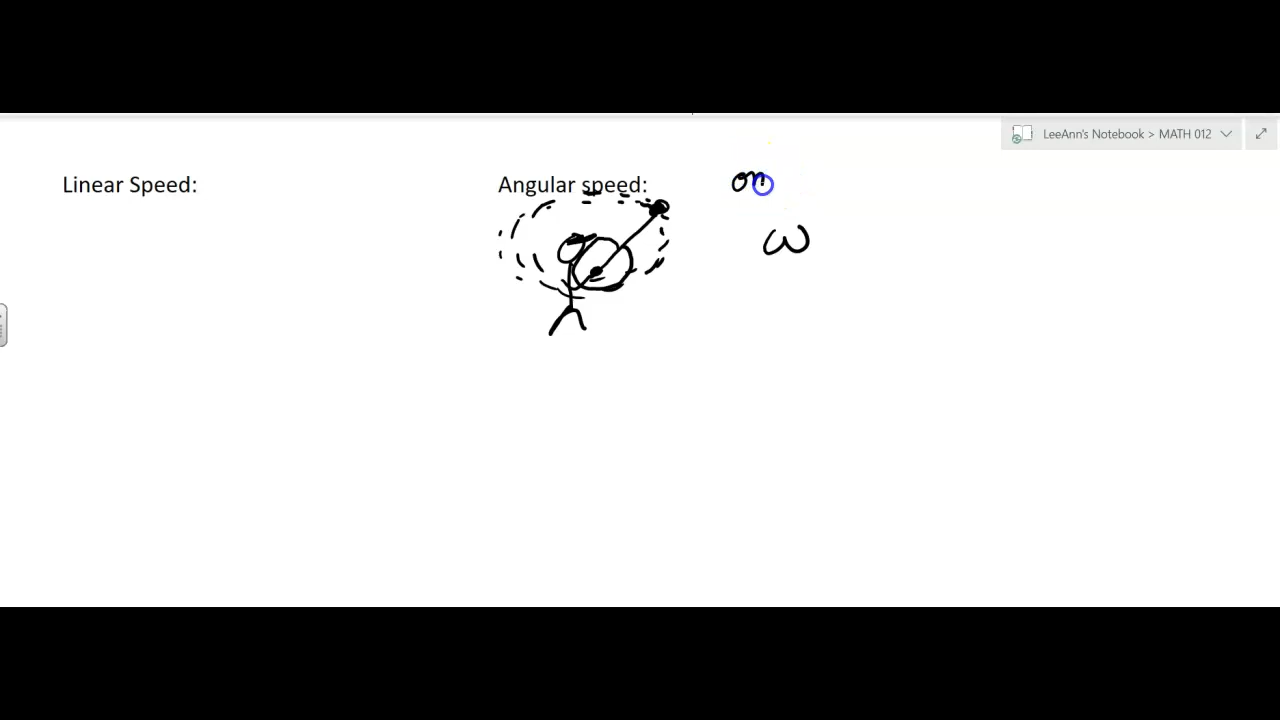 LeeAnn's Notebook > MATH 012
Linear Speed:
Angular speed:
om
ω